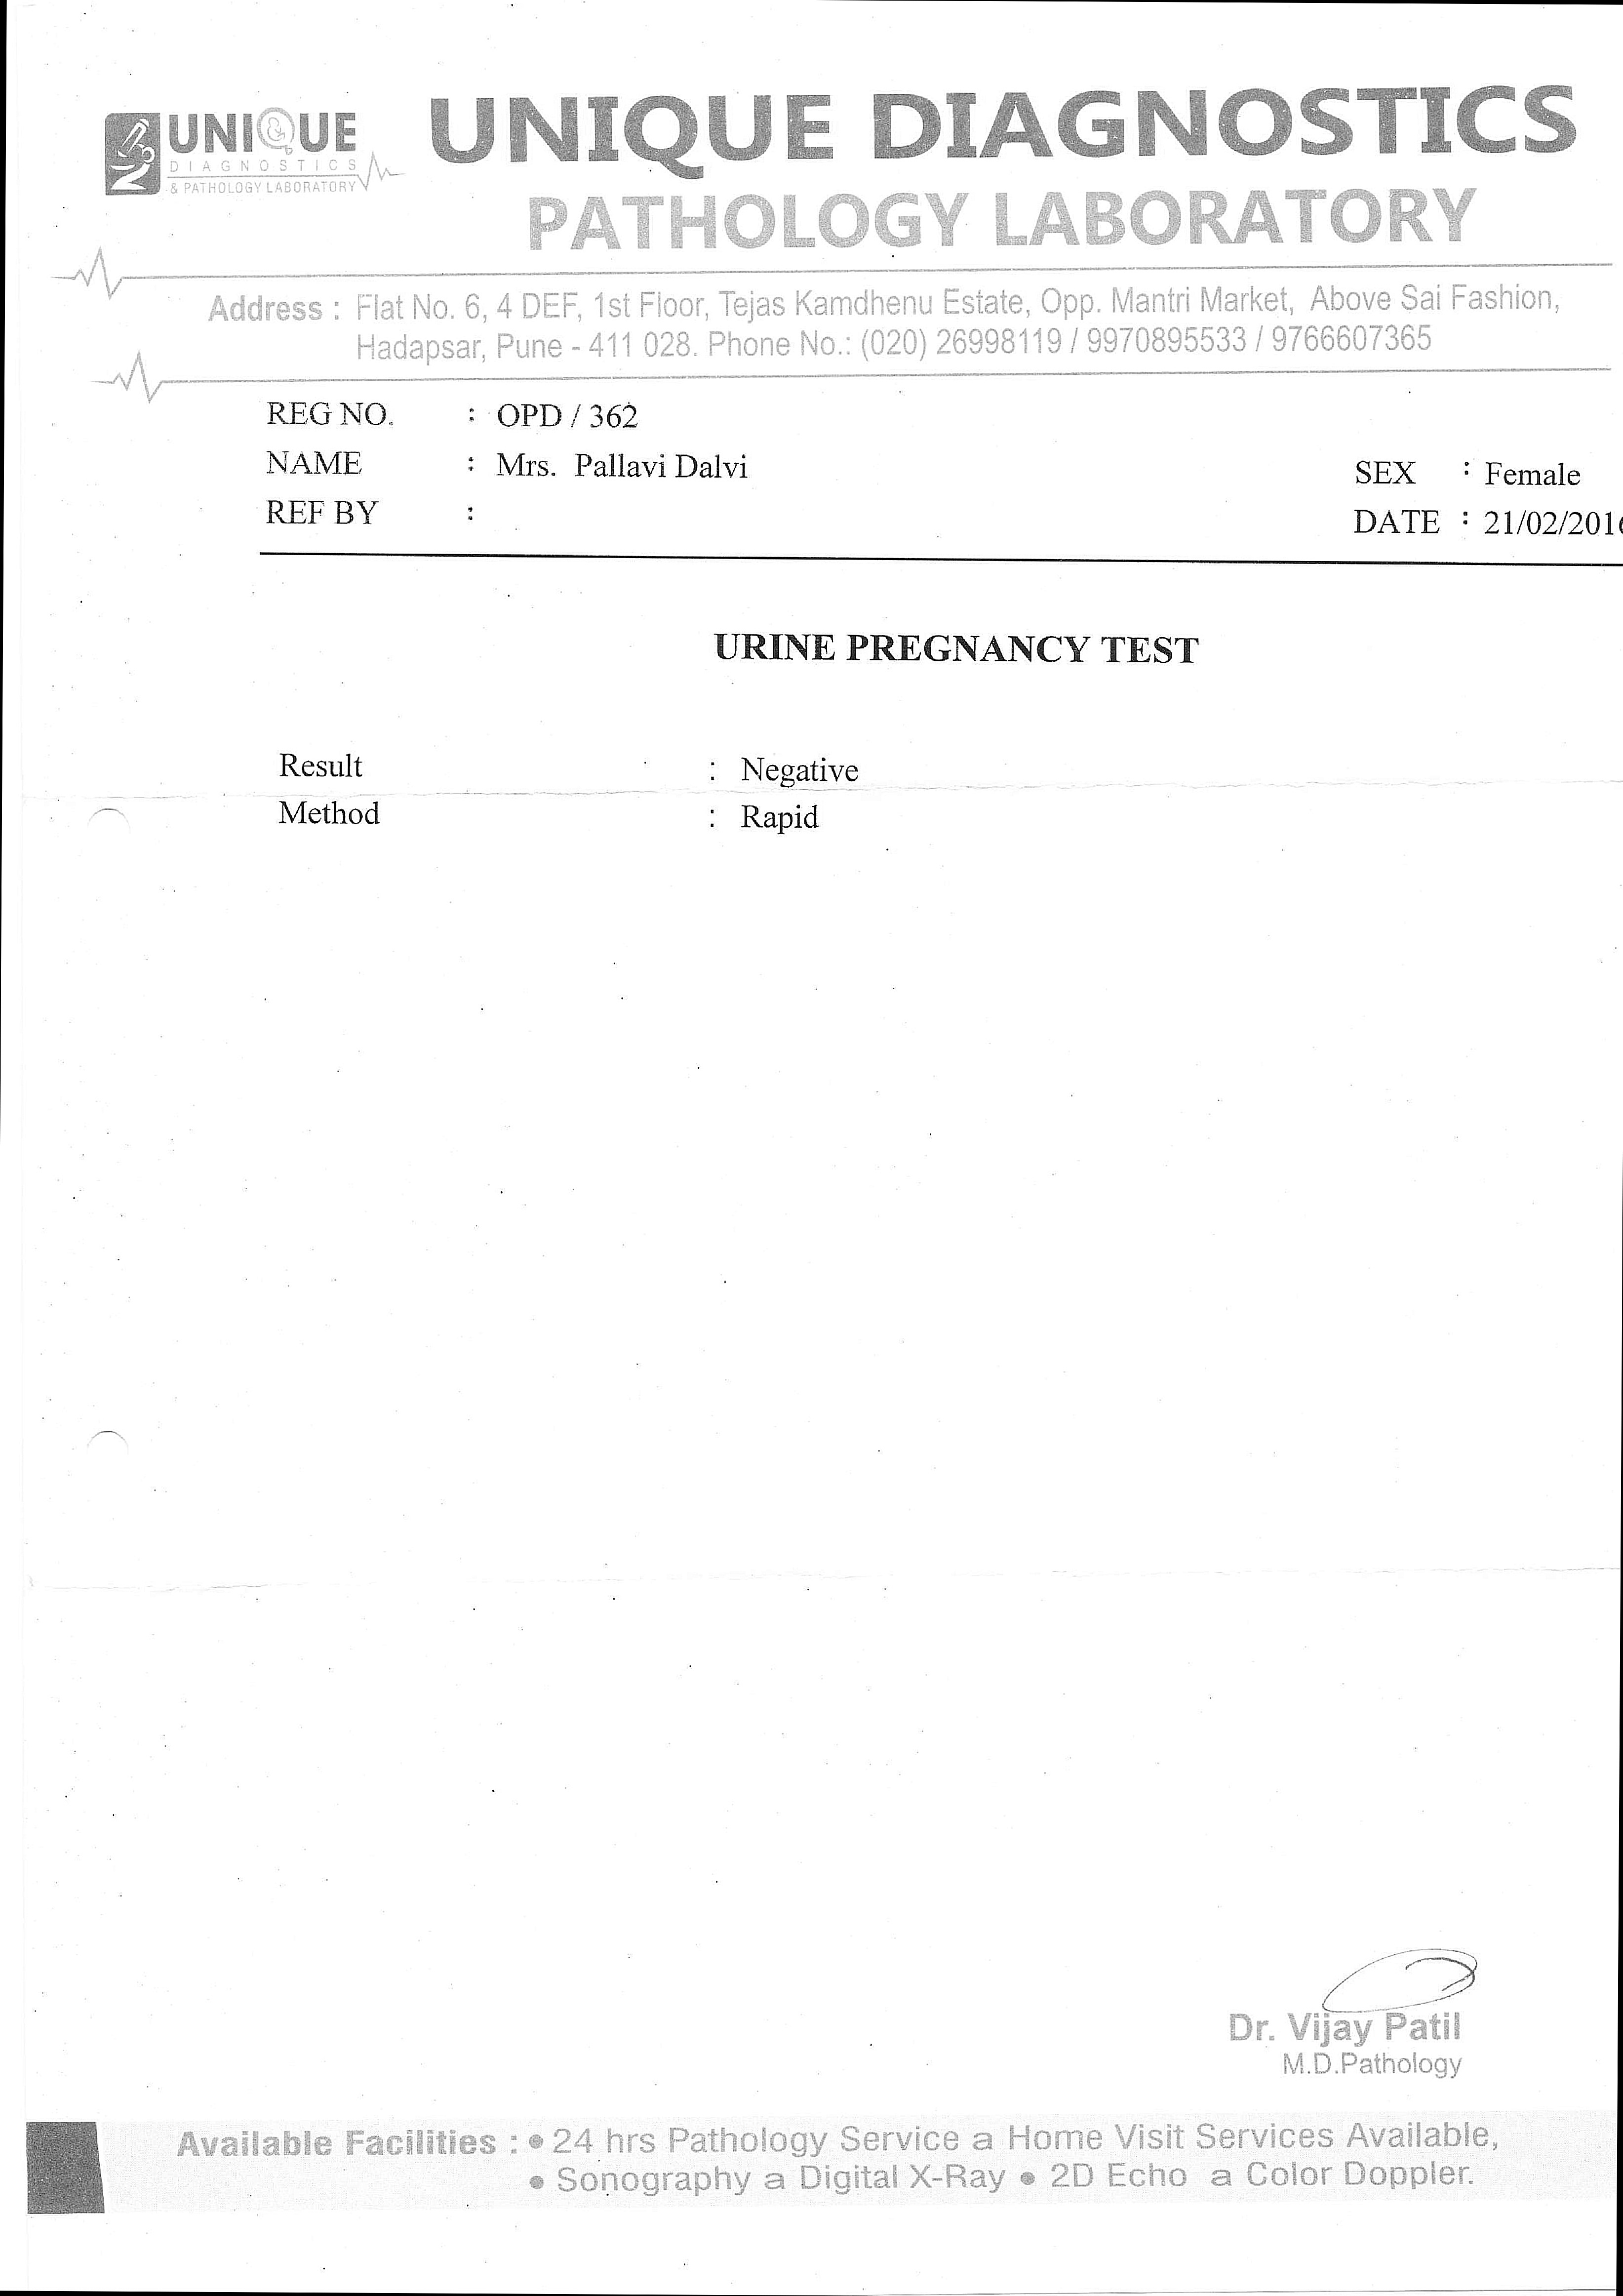 UNIQUE
DIAGNOSTICS
& PATHOLOGY LABORATORY
UNIQUE DIAGNOSTICS
PATHOLOGY LABORATORY
Address : Flat No. 6, 4 DEF, 1st Floor, Tejas Kamdhenu Estate, Opp. Mantri Market, Above Sai Fashion,
Hadapsar, Pune - 411 028. Phone No.: (020) 26998119 / 9970895533 / 9766607365
REG NO. : OPD / 362
NAME : Mrs. Pallavi Dalvi SEX : Female
REF BY : DATE : 21/02/2016
URINE PREGNANCY TEST
Result : Negative
Method : Rapid
Dr. Vijay Patil
M.D.Pathology
Available Facilities : • 24 hrs Pathology Service a Home Visit Services Available,
• Sonography a Digital X-Ray • 2D Echo a Color Doppler.